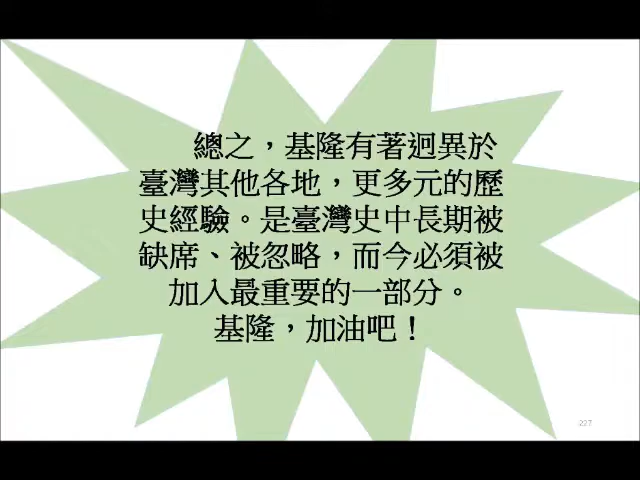 總之，基隆有著迥異於
臺灣其他各地，更多元的歷
史經驗。是臺灣史中長期被
缺席、被忽略，而今必須被
加入最重要的一部分。
基隆，加油吧！
227